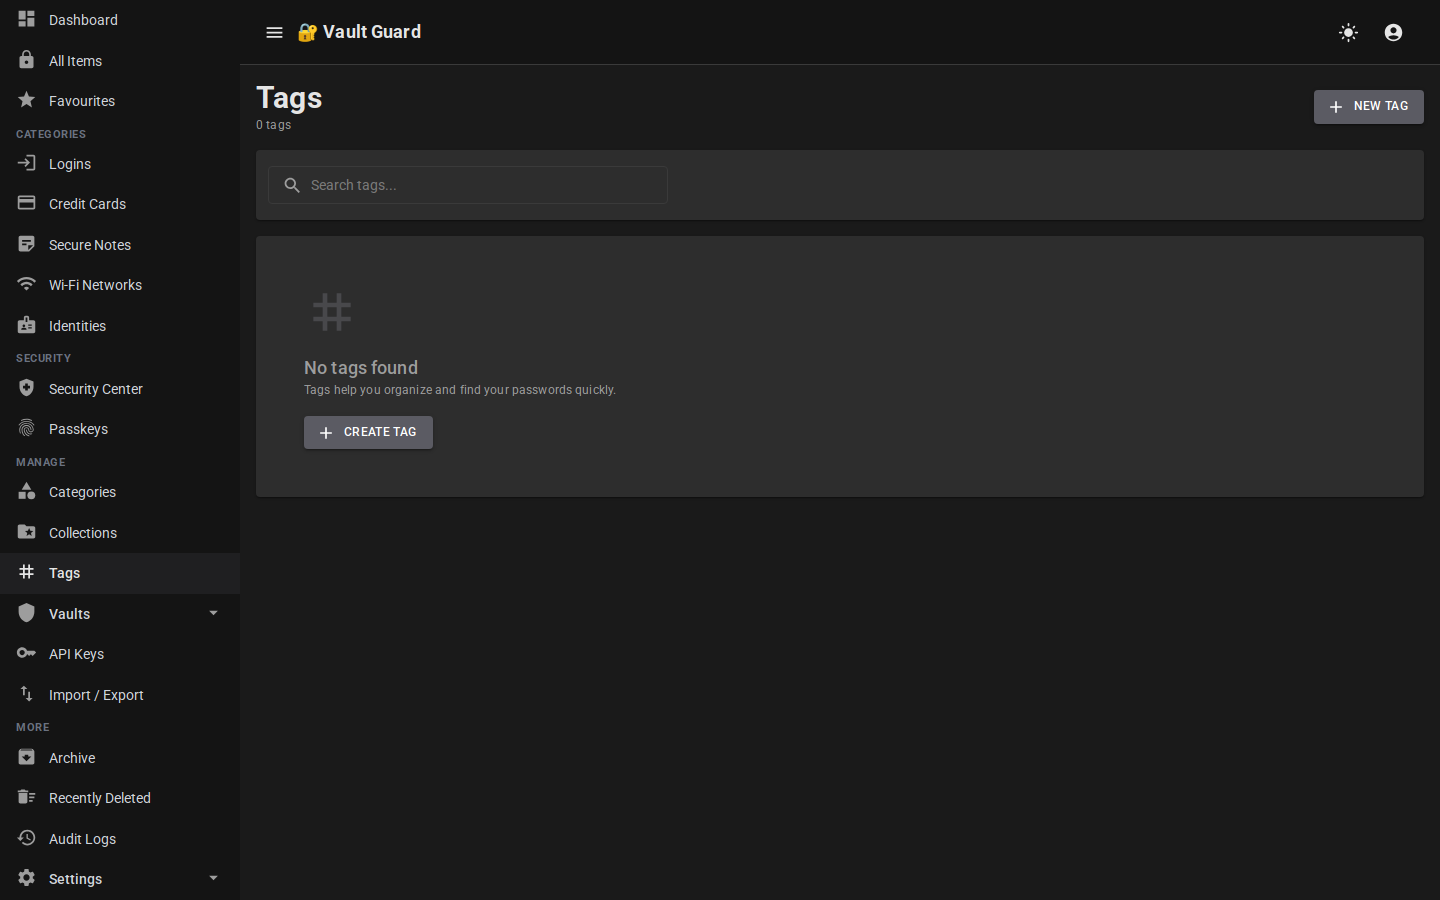 Dashboard
All Items
Favourites
CATEGORIES
Logins
Credit Cards
Secure Notes
Wi-Fi Networks
Identities
SECURITY
Security Center
Passkeys
MANAGE
Categories
Collections
Tags
Vaults
API Keys
Import / Export
MORE
Archive
Recently Deleted
Audit Logs
Settings
Vault Guard
Tags
0 tags
NEW TAG
Search tags...
No tags found
Tags help you organize and find your passwords quickly.
CREATE TAG